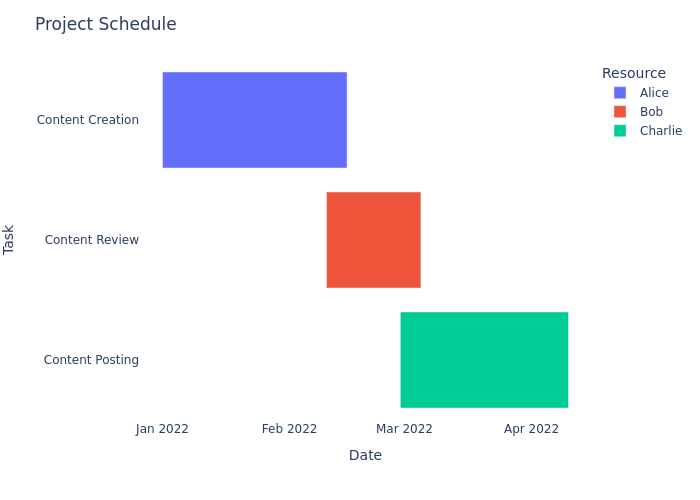 Project Schedule
Resource
Alice
Bob
Charlie
Task
Content Creation
Content Review
Content Posting
Jan 2022
Feb 2022
Mar 2022
Apr 2022
Date